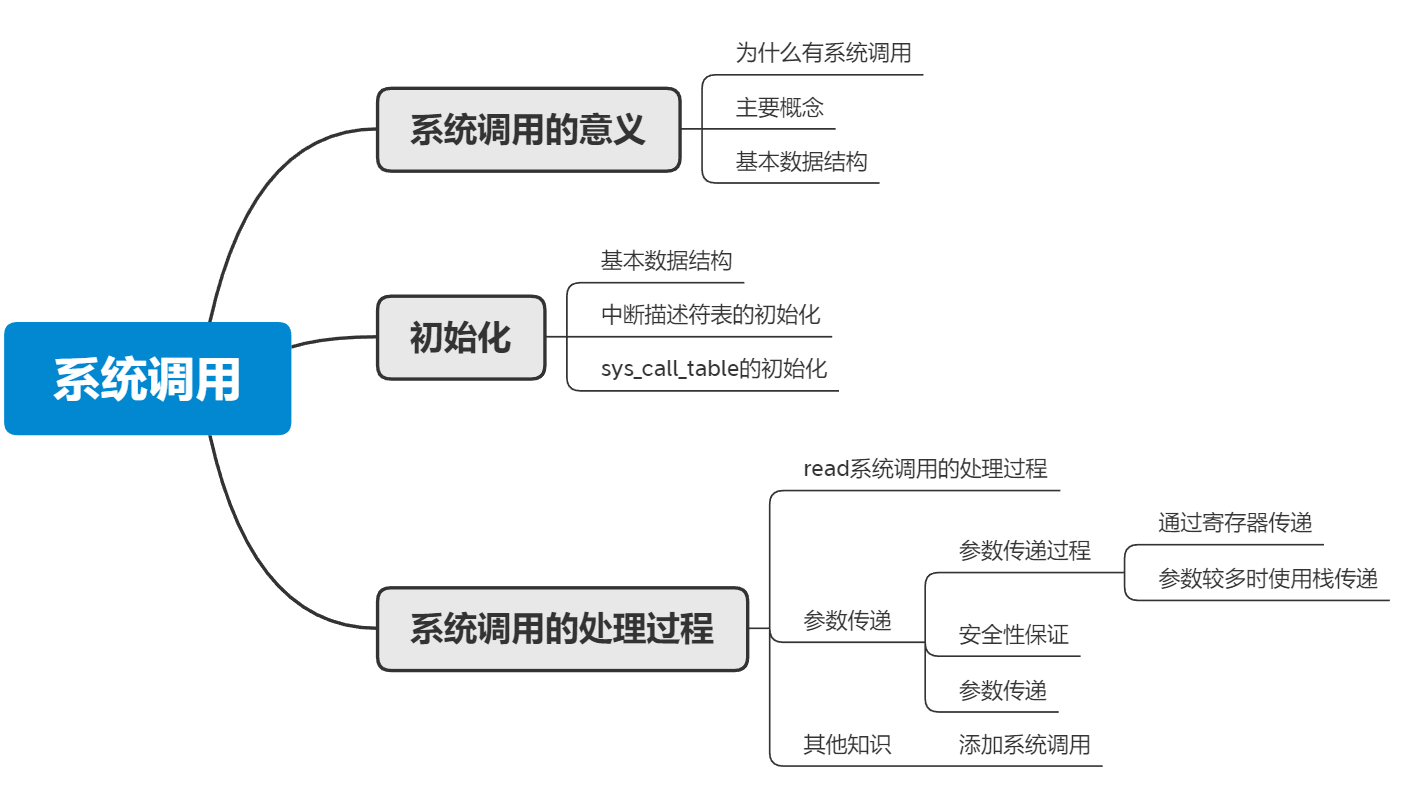 系统调用
系统调用的意义
为什么有系统调用
主要概念
基本数据结构
初始化
基本数据结构
中断描述符表的初始化
sys_call_table的初始化
系统调用的处理过程
read系统调用的处理过程
参数传递
参数传递过程
通过寄存器传递
参数较多时使用栈传递
安全性保证
参数传递
其他知识
添加系统调用